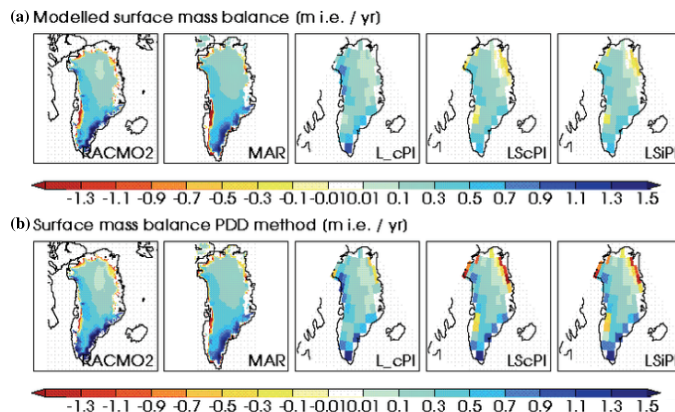 (a) Modelled surface mass balance (m i.e. / yr)
RACMO2 MAR L_cPI LScPI LSiPI
-1.3 -1.1 -0.9 -0.7 -0.5 -0.3 -0.1 -0.01 0.01 0.1 0.3 0.5 0.7 0.9 1.1 1.3 1.5
(b) Surface mass balance PDD method (m i.e. / yr)
RACMO2 MAR L_cPI LScPI LSiPI
-1.3 -1.1 -0.9 -0.7 -0.5 -0.3 -0.1 -0.01 0.01 0.1 0.3 0.5 0.7 0.9 1.1 1.3 1.5